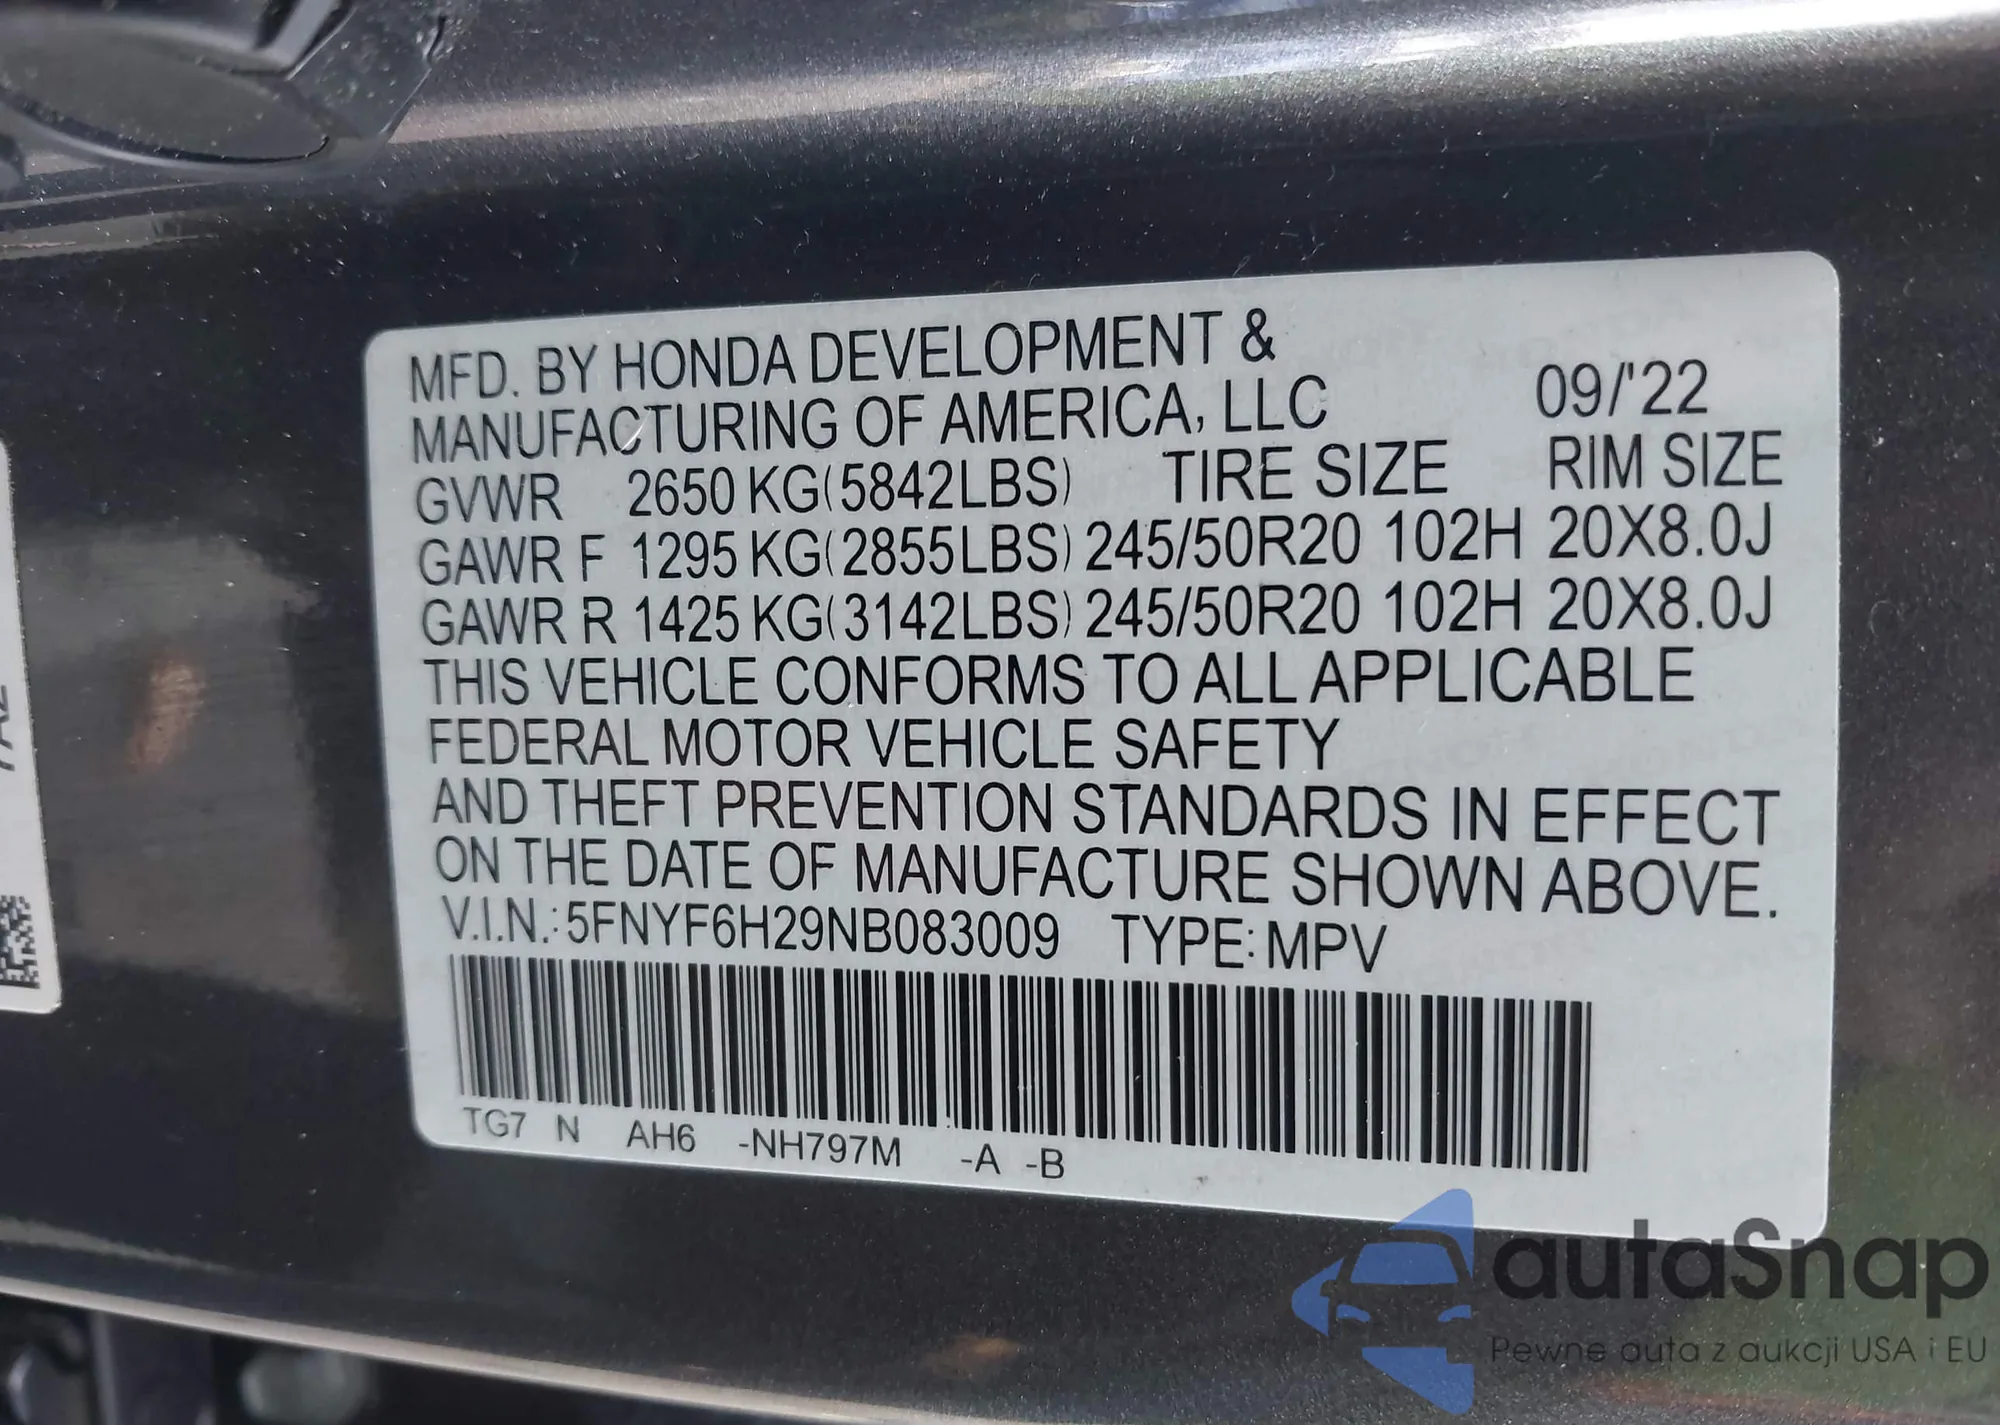 MFD. BY HONDA DEVELOPMENT &
MANUFACTURING OF AMERICA, LLC 09/'22
GVWR 2650 KG(5842LBS) TIRE SIZE RIM SIZE
GAWR F 1295 KG(2855LBS) 245/50R20 102H 20X8.0J
GAWR R 1425 KG(3142LBS) 245/50R20 102H 20X8.0J
THIS VEHICLE CONFORMS TO ALL APPLICABLE
FEDERAL MOTOR VEHICLE SAFETY
AND THEFT PREVENTION STANDARDS IN EFFECT
ON THE DATE OF MANUFACTURE SHOWN ABOVE.
V.I.N.: 5FNYF6H29NB083009 TYPE: MPV
TG7 N AH6 -NH797M -A -B
autaSnap
Pewne auta z aukcji USA i EU